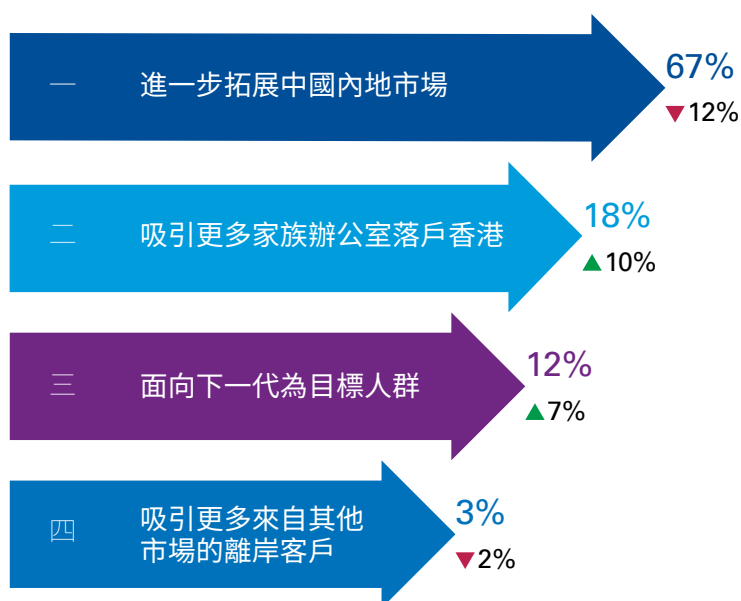 一
進一步拓展中國內地市場
67%
▼12%
二
吸引更多家族辦公室落戶香港
18%
▲10%
三
面向下一代為目標人群
12%
▲7%
四
吸引更多來自其他
市場的離岸客戶
3%
▼2%